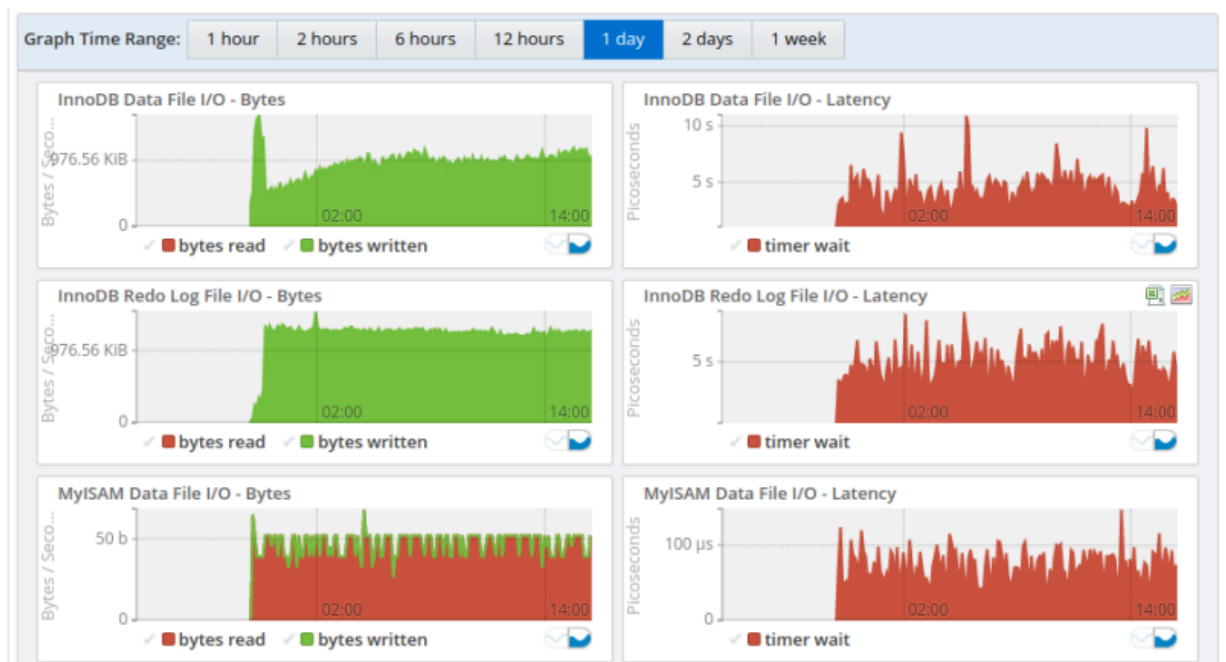 Graph Time Range: 1 hour 2 hours 6 hours 12 hours 1 day 2 days 1 week
InnoDB Data File I/O - Bytes
Bytes / Seco...
976.56 KiB
0
02:00 14:00
bytes read bytes written
InnoDB Data File I/O - Latency
Picoseconds
10 s
5 s
02:00 14:00
timer wait
InnoDB Redo Log File I/O - Bytes
Bytes / Seco...
976.56 KiB
0
02:00 14:00
bytes read bytes written
InnoDB Redo Log File I/O - Latency
Picoseconds
5 s
02:00 14:00
timer wait
MyISAM Data File I/O - Bytes
Bytes / Seco...
50 b
0
02:00 14:00
bytes read bytes written
MyISAM Data File I/O - Latency
Picoseconds
100 µs
0
02:00 14:00
timer wait